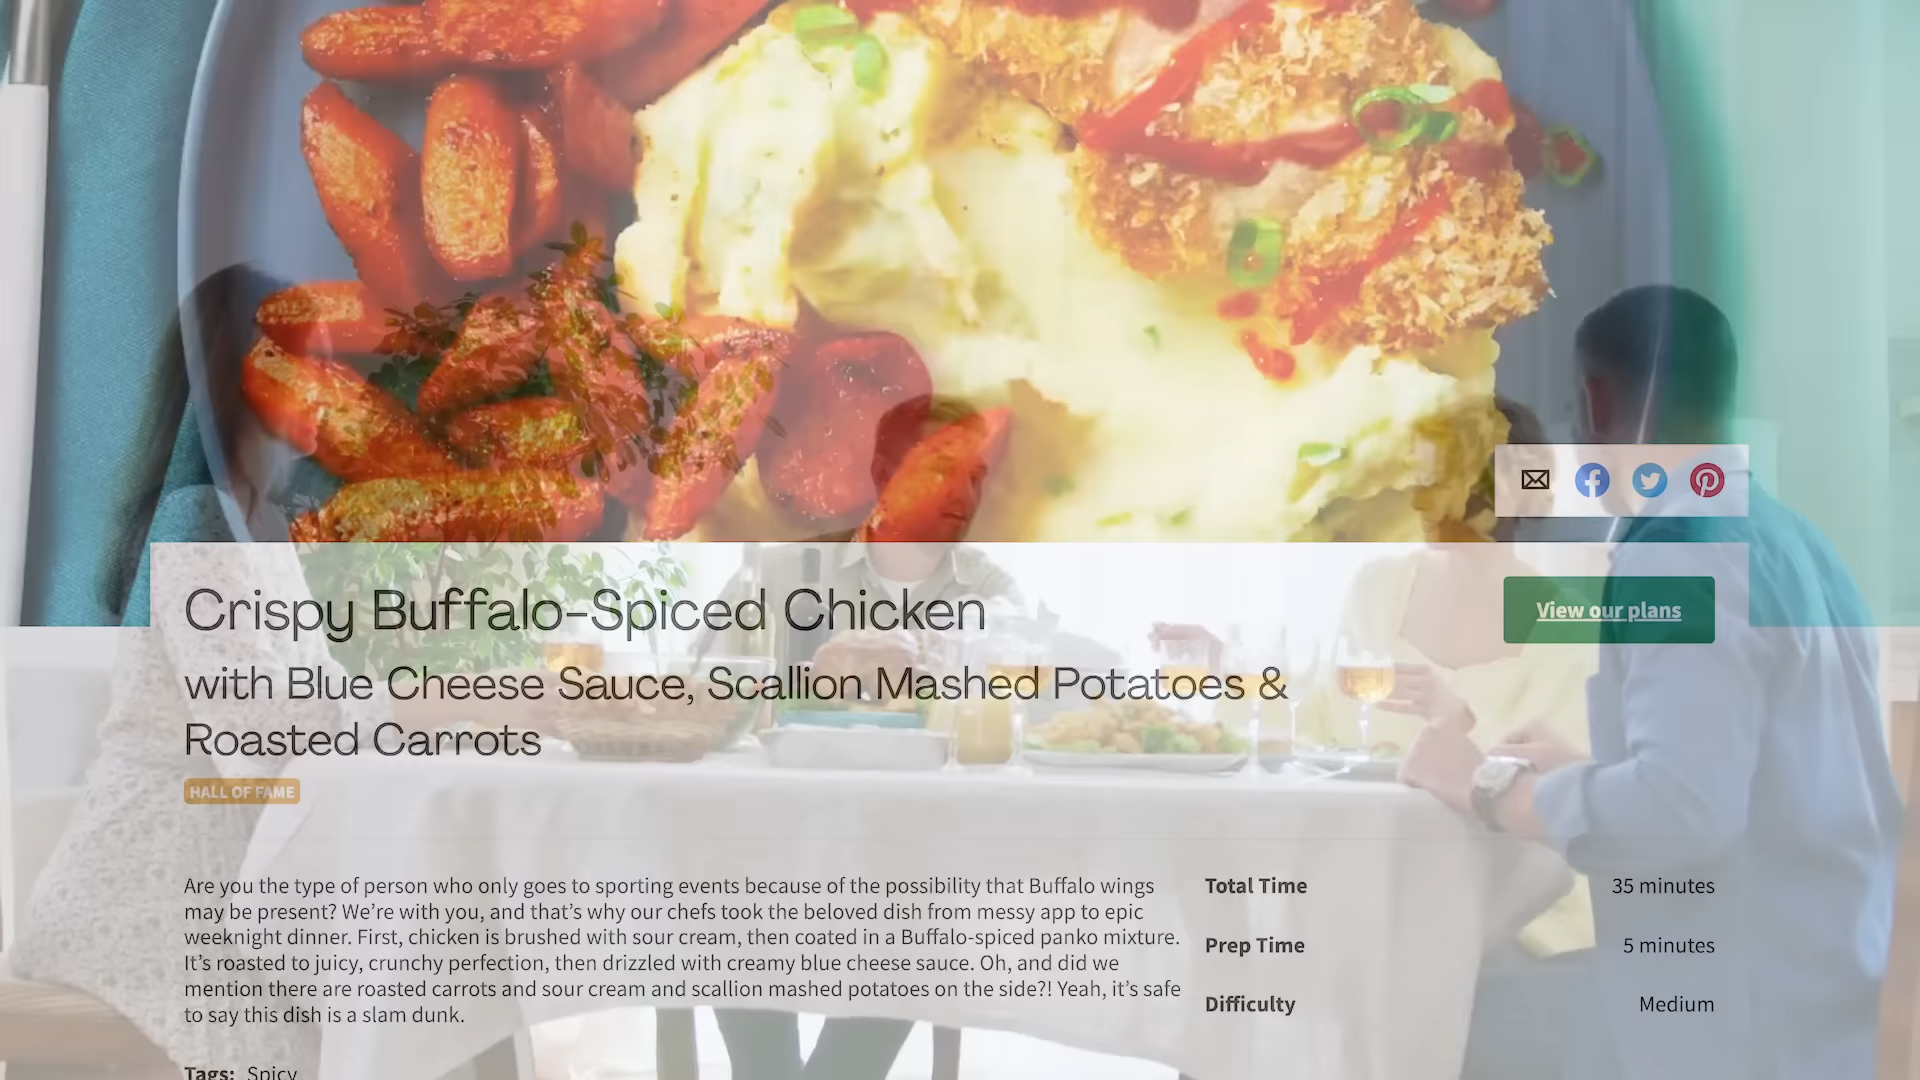 Crispy Buffalo-Spiced Chicken
View our plans
with Blue Cheese Sauce, Scallion Mashed Potatoes &
Roasted Carrots
HALL OF FAME
Are you the type of person who only goes to sporting events because of the possibility that Buffalo wings
may be present? We’re with you, and that’s why our chefs took the beloved dish from messy app to epic
weeknight dinner. First, chicken is brushed with sour cream, then coated in a Buffalo-spiced panko mixture.
It’s roasted to juicy, crunchy perfection, then drizzled with creamy blue cheese sauce. Oh, and did we
mention there are roasted carrots and sour cream and scallion mashed potatoes on the side?! Yeah, it’s safe
to say this dish is a slam dunk.
Total Time 35 minutes
Prep Time 5 minutes
Difficulty Medium
Tags: Spicy